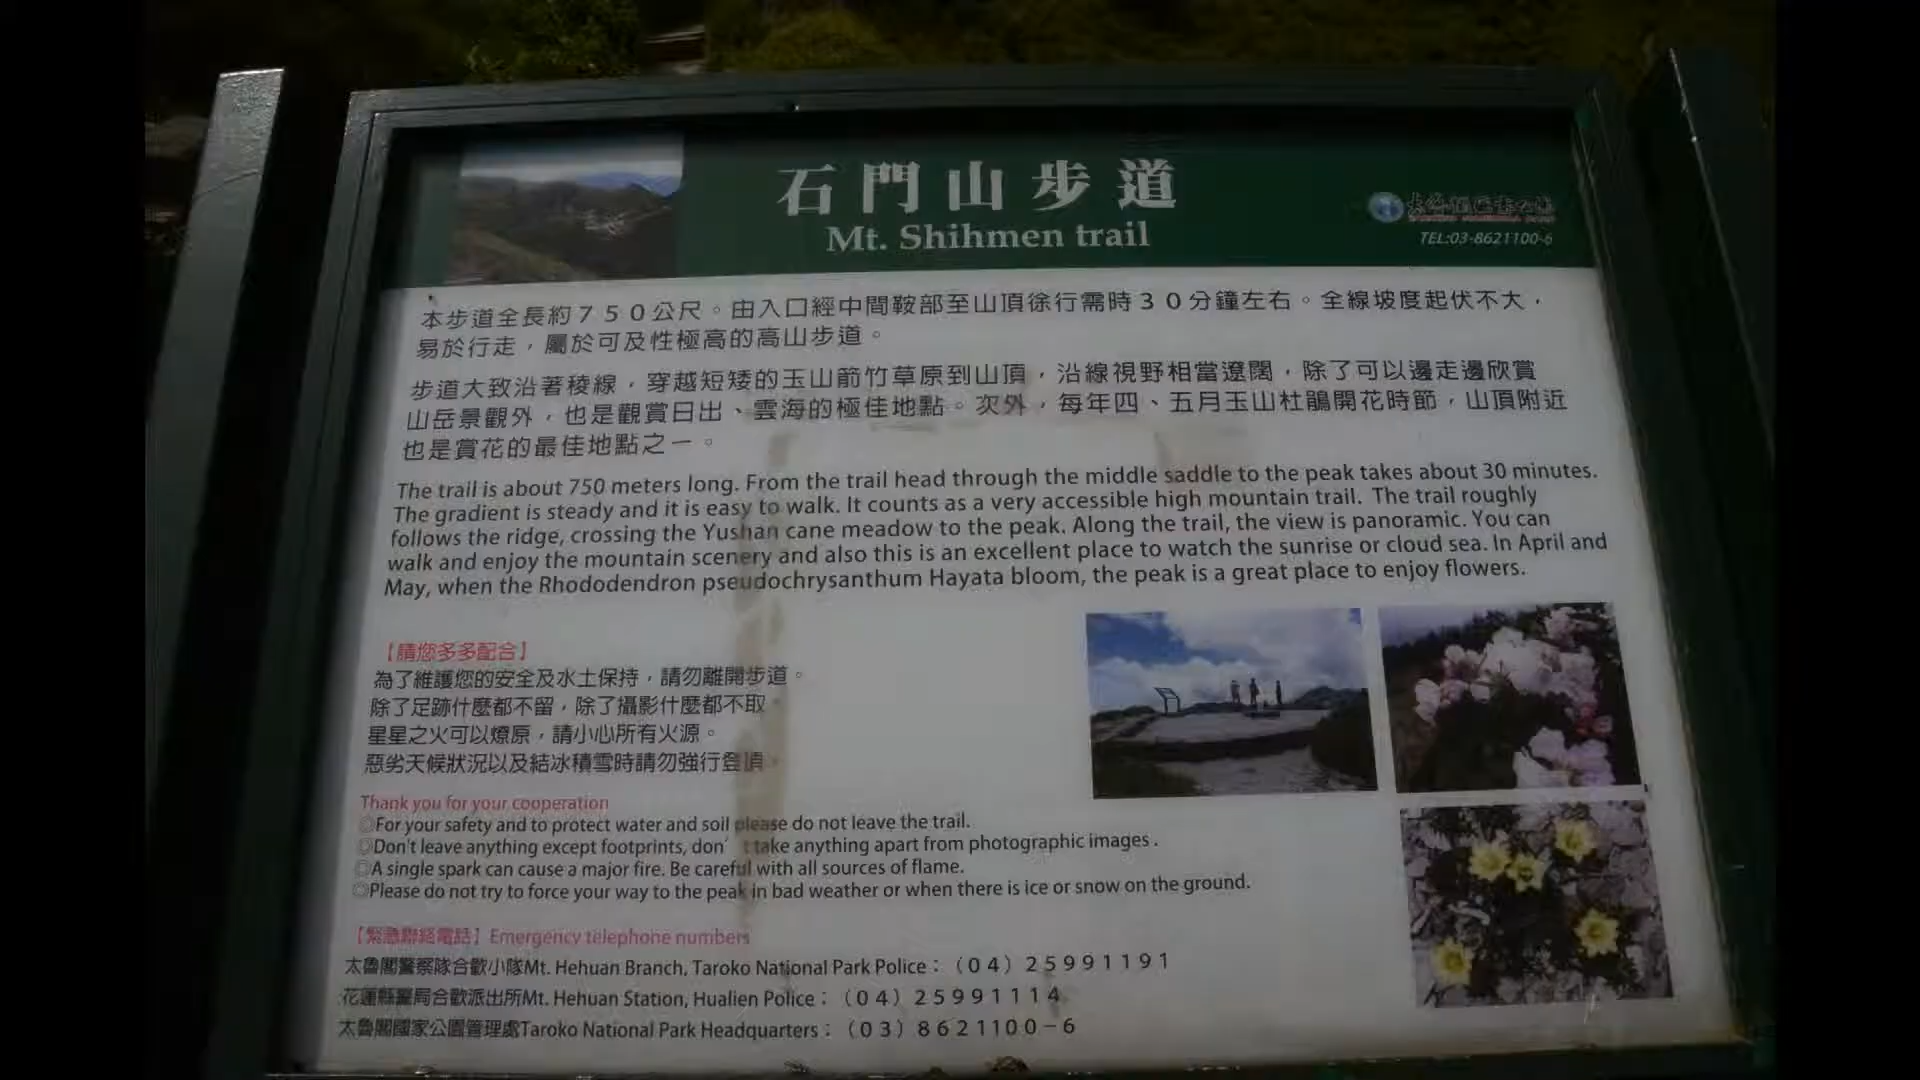 石門山步道
Mt. Shihmen trail
太魯閣國家公園
TEL:03-8621100-6
本步道全長約750公尺。由入口經中間鞍部至山頂徐行需時30分鐘左右。全線坡度起伏不大，
易於行走，屬於可及性極高的高山步道。
步道大致沿著稜線，穿越短矮的玉山箭竹草原到山頂，沿線視野相當遼闊，除了可以邊走邊欣賞
山岳景觀外，也是觀賞日出、雲海的極佳地點。次外，每年四、五月玉山杜鵑開花時節，山頂附近
也是賞花的最佳地點之一。
The trail is about 750 meters long. From the trail head through the middle saddle to the peak takes about 30 minutes.
The gradient is steady and it is easy to walk. It counts as a very accessible high mountain trail. The trail roughly
follows the ridge, crossing the Yushan cane meadow to the peak. Along the trail, the view is panoramic. You can
walk and enjoy the mountain scenery and also this is an excellent place to watch the sunrise or cloud sea. In April and
May, when the Rhododendron pseudochrysanthum Hayata bloom, the peak is a great place to enjoy flowers.
【請您多多配合】
為了維護您的安全及水土保持，請勿離開步道。
除了足跡什麼都不留，除了攝影什麼都不取。
星星之火可以燎原，請小心所有火源。
惡劣天候狀況以及結冰積雪時請勿強行登頂。
Thank you for your cooperation
◎For your safety and to protect water and soil please do not leave the trail.
◎Don't leave anything except footprints, don't take anything apart from photographic images.
◎A single spark can cause a major fire. Be careful with all sources of flame.
◎Please do not try to force your way to the peak in bad weather or when there is ice or snow on the ground.
【緊急聯絡電話】Emergency telephone numbers
太魯閣警察隊合歡小隊Mt. Hehuan Branch, Taroko National Park Police：（04）25991191
花蓮縣警局合歡派出所Mt. Hehuan Station, Hualien Police：（04）25991114
太魯閣國家公園管理處Taroko National Park Headquarters：（03）8621100-6